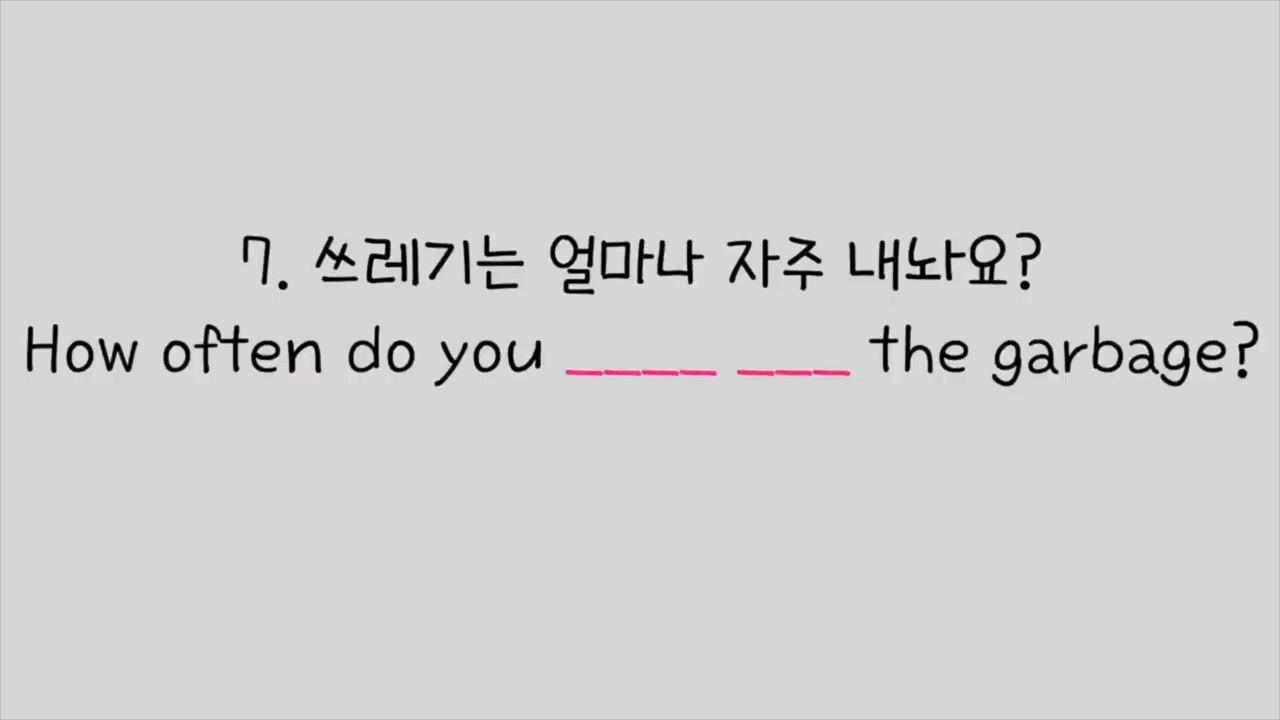 7. 쓰레기는 얼마나 자주 내놔요?
How often do you ____ ___ the garbage?